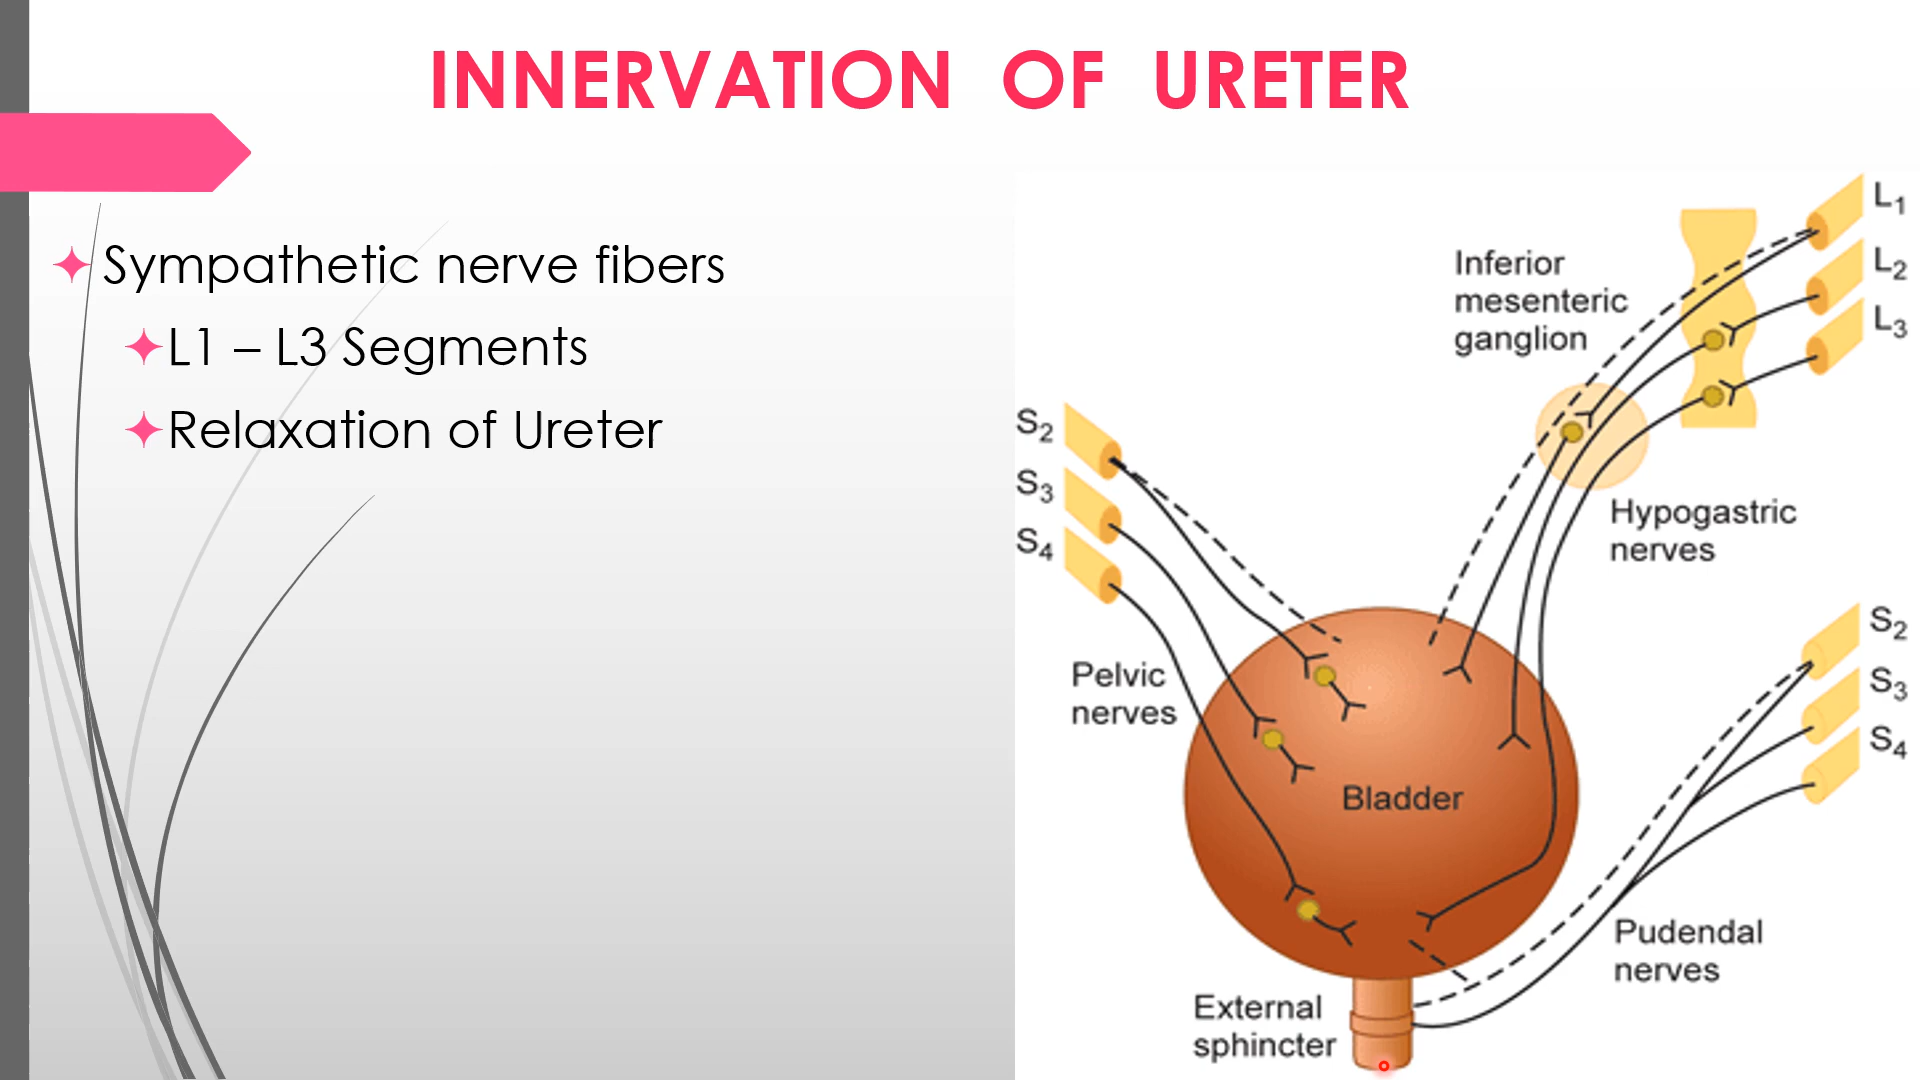 INNERVATION OF URETER
Sympathetic nerve fibers
L1 – L3 Segments
Relaxation of Ureter
L1
L2
L3
Inferior
mesenteric
ganglion
Hypogastric
nerves
S2
S3
S4
Pelvic
nerves
Bladder
S2
S3
S4
Pudendal
nerves
External
sphincter